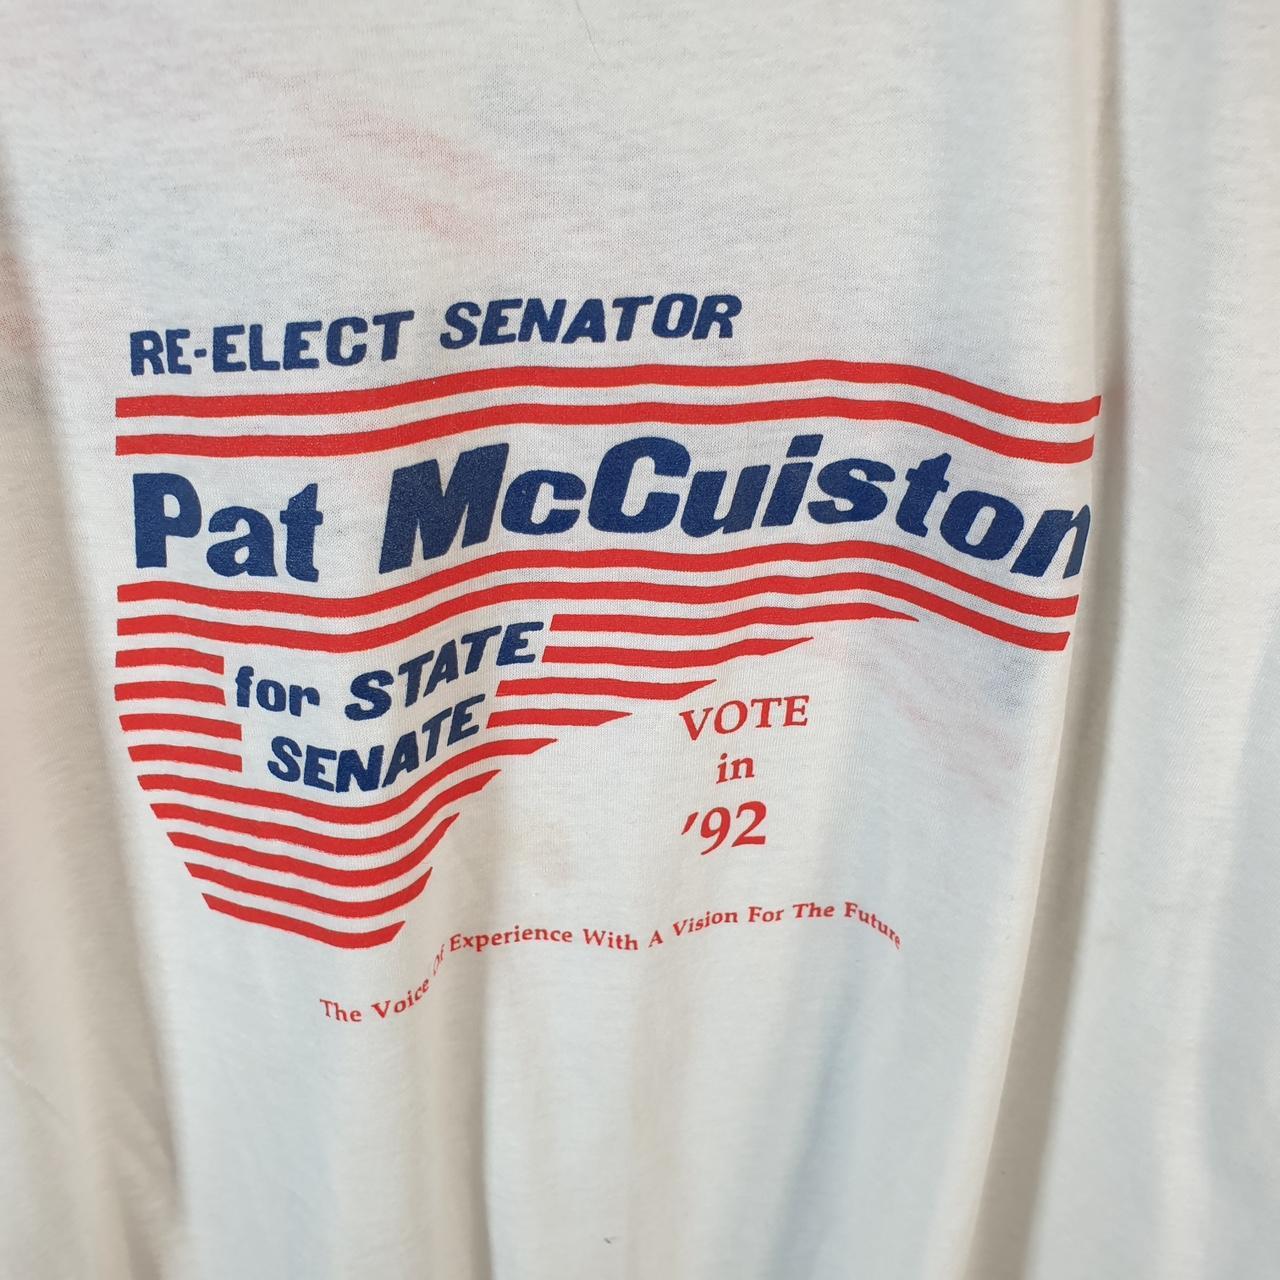 RE-ELECT SENATOR
Pat McCuiston
for STATE
SENATE
VOTE
in
'92
The Voice Of Experience With A Vision For The Future